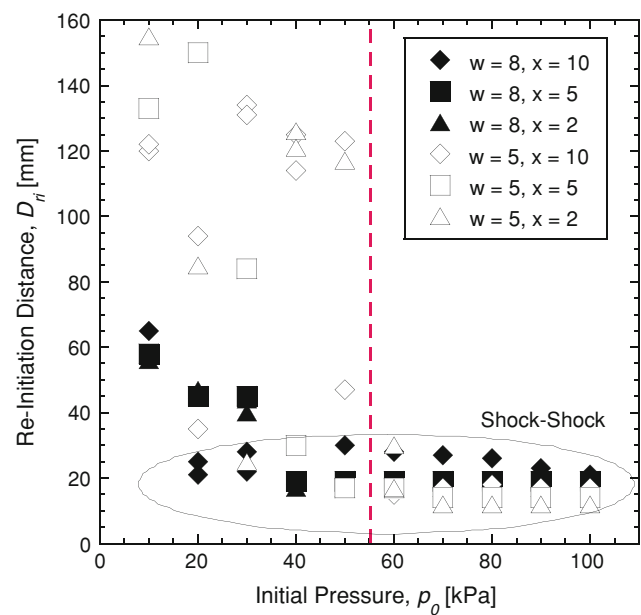 160
140
120
100
80
60
40
20
0
Re-Initiation Distance, D_ri [mm]
w = 8, x = 10
w = 8, x = 5
w = 8, x = 2
w = 5, x = 10
w = 5, x = 5
w = 5, x = 2
Shock-Shock
0 20 40 60 80 100
Initial Pressure, p_0 [kPa]